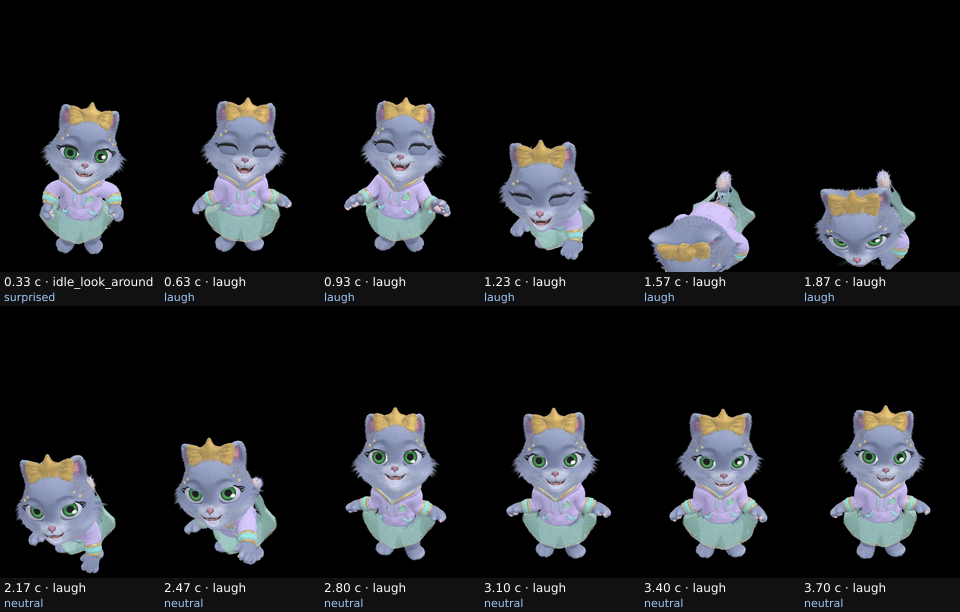 0.33 c · idle_look_around
surprised
0.63 c · laugh
laugh
0.93 c · laugh
laugh
1.23 c · laugh
laugh
1.57 c · laugh
laugh
1.87 c · laugh
laugh
2.17 c · laugh
neutral
2.47 c · laugh
neutral
2.80 c · laugh
neutral
3.10 c · laugh
neutral
3.40 c · laugh
neutral
3.70 c · laugh
neutral